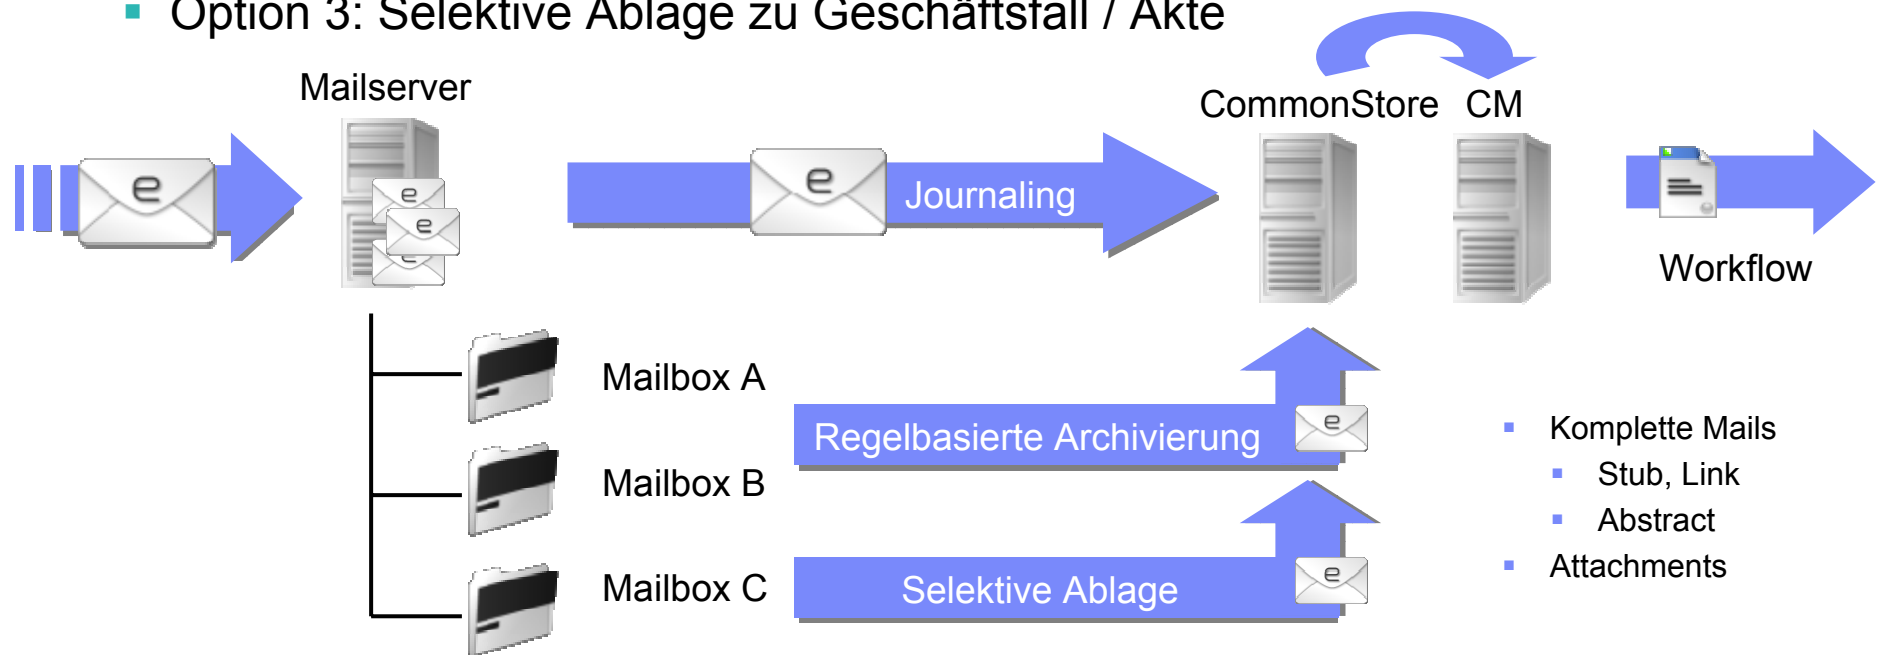 Option 3: Selektive Ablage zu Geschäftsfall / Akte
Mailserver
CommonStore CM
e
e
Journaling
e
e
e
Workflow
Mailbox A
Regelbasierte Archivierung
e
Mailbox B
Mailbox C
Selektive Ablage
e
Komplette Mails
Stub, Link
Abstract
Attachments